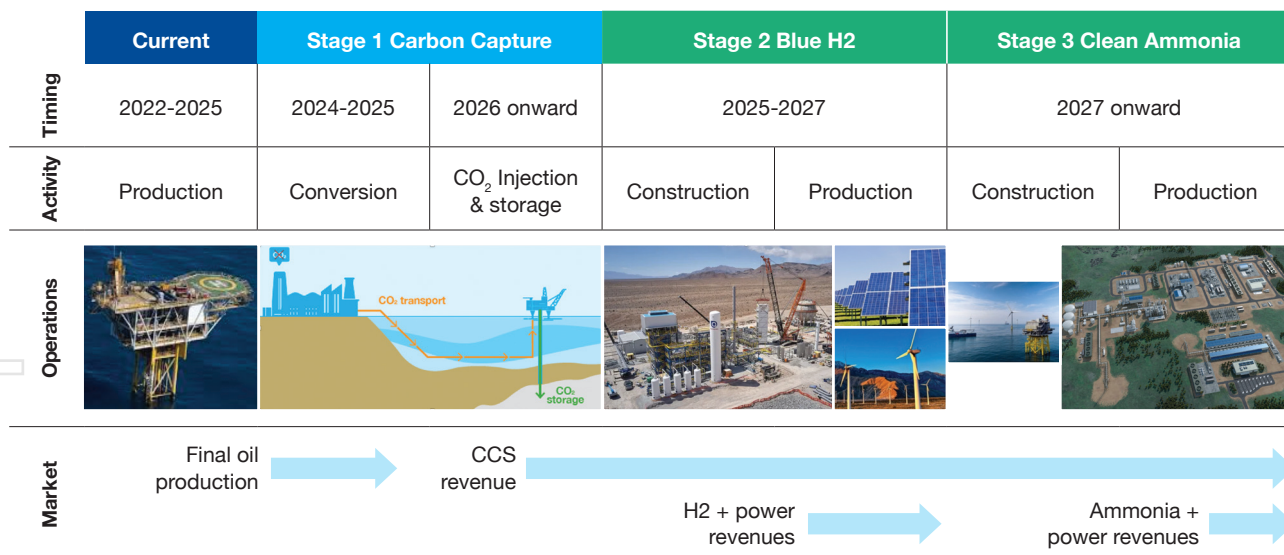 Current
Stage 1 Carbon Capture
Stage 2 Blue H2
Stage 3 Clean Ammonia
Timing
2022-2025
2024-2025
2026 onward
2025-2027
2027 onward
Activity
Production
Conversion
CO₂ Injection
& storage
Construction
Production
Construction
Production
Operations
CO₂ transport
CO₂
storage
Market
Final oil
production
CCS
revenue
H2 + power
revenues
Ammonia +
power revenues